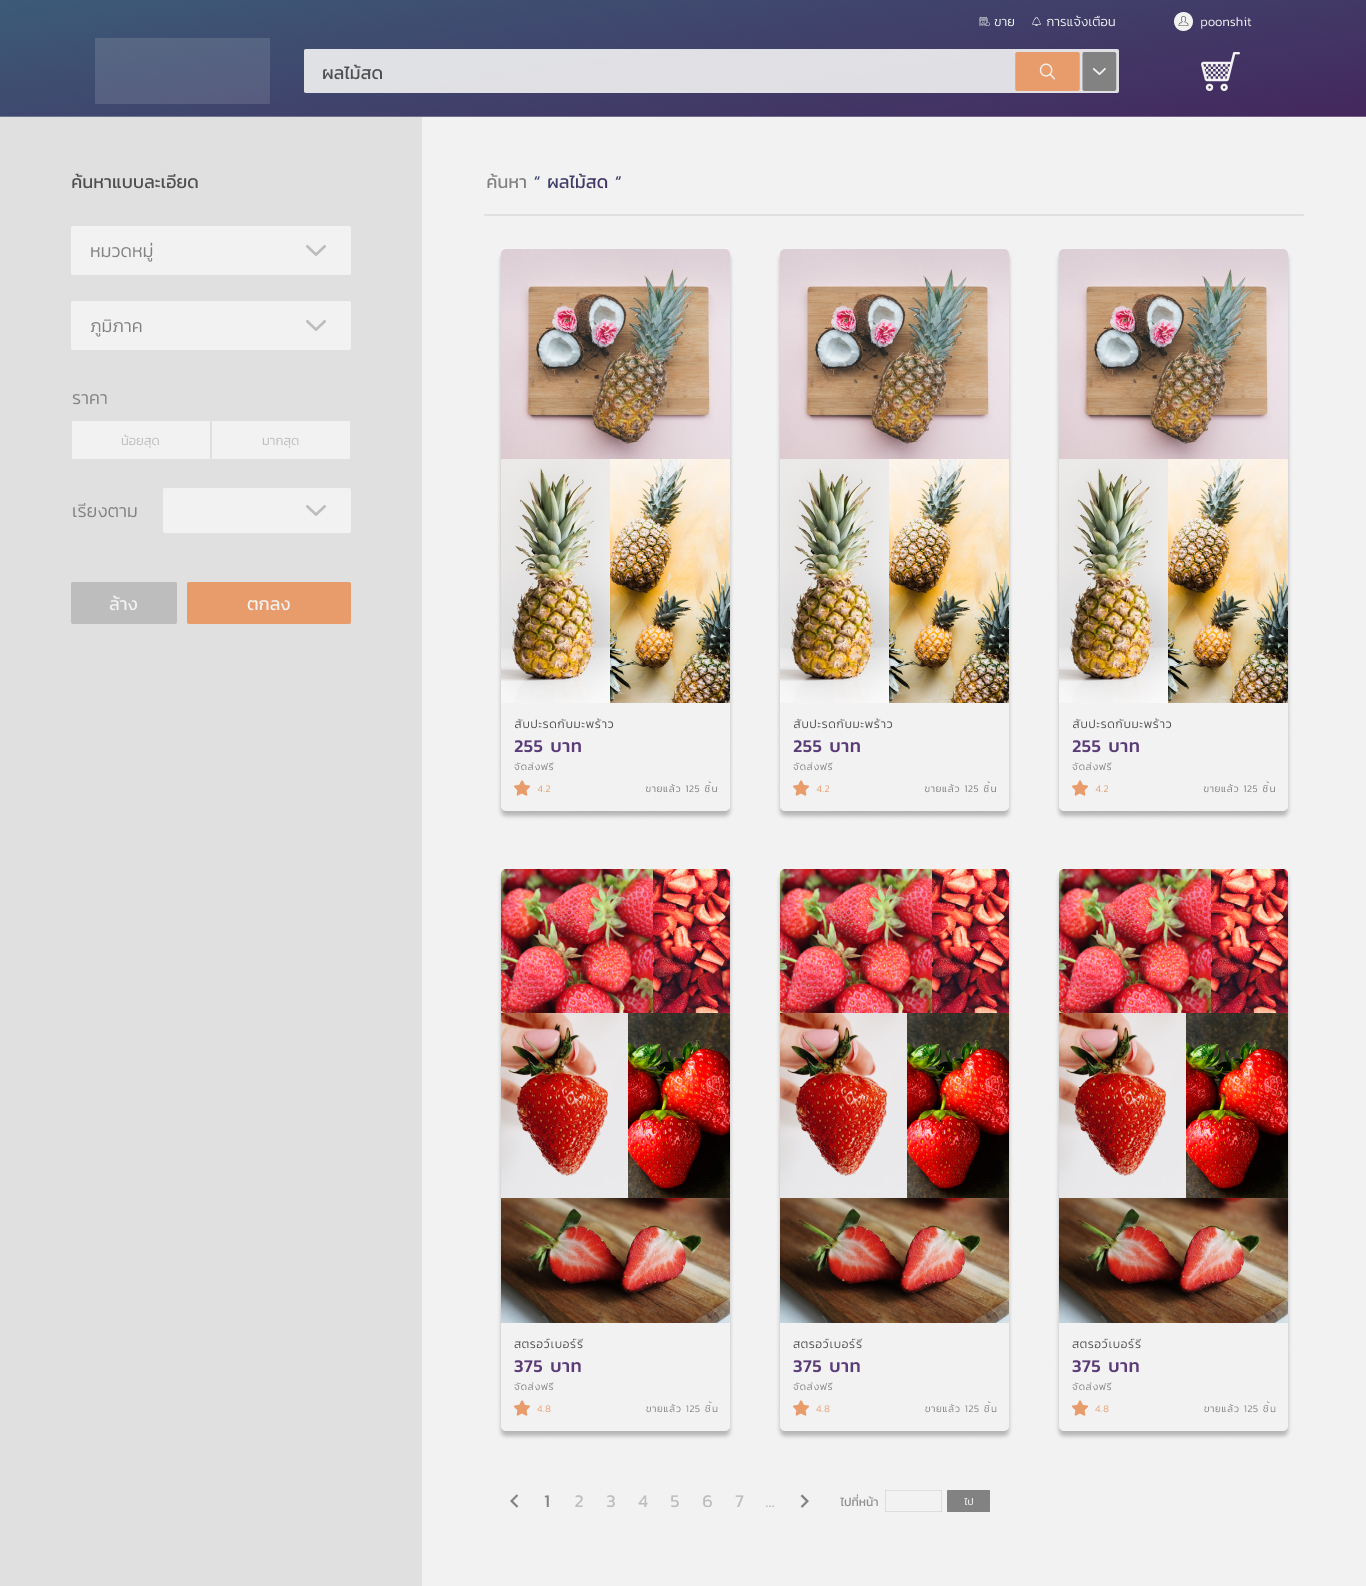 ขาย การแจ้งเตือน poonshit
ผลไม้สด
ค้นหาแบบละเอียด
หมวดหมู่
ภูมิภาค
ราคา
น้อยสุด มากสุด
เรียงตาม
ล้าง ตกลง
ค้นหา “ ผลไม้สด ”
สับปะรดกับมะพร้าว สับปะรดกับมะพร้าว สับปะรดกับมะพร้าว
255 บาท 255 บาท 255 บาท
จัดส่งฟรี จัดส่งฟรี จัดส่งฟรี
4.2 ขายแล้ว 125 ชิ้น 4.2 ขายแล้ว 125 ชิ้น 4.2 ขายแล้ว 125 ชิ้น
สตรอว์เบอร์รี สตรอว์เบอร์รี สตรอว์เบอร์รี
375 บาท 375 บาท 375 บาท
จัดส่งฟรี จัดส่งฟรี จัดส่งฟรี
4.8 ขายแล้ว 125 ชิ้น 4.8 ขายแล้ว 125 ชิ้น 4.8 ขายแล้ว 125 ชิ้น
1 2 3 4 5 6 7 ... ไปที่หน้า ไป